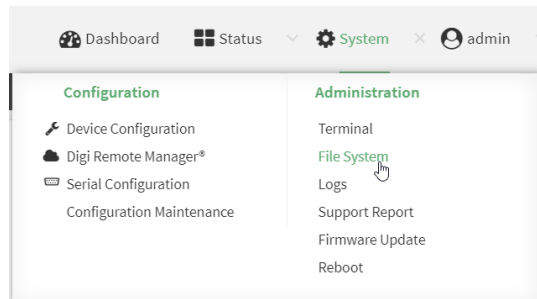 Dashboard Status System admin
Configuration
Device Configuration
Digi Remote Manager®
Serial Configuration
Configuration Maintenance
Administration
Terminal
File System
Logs
Support Report
Firmware Update
Reboot